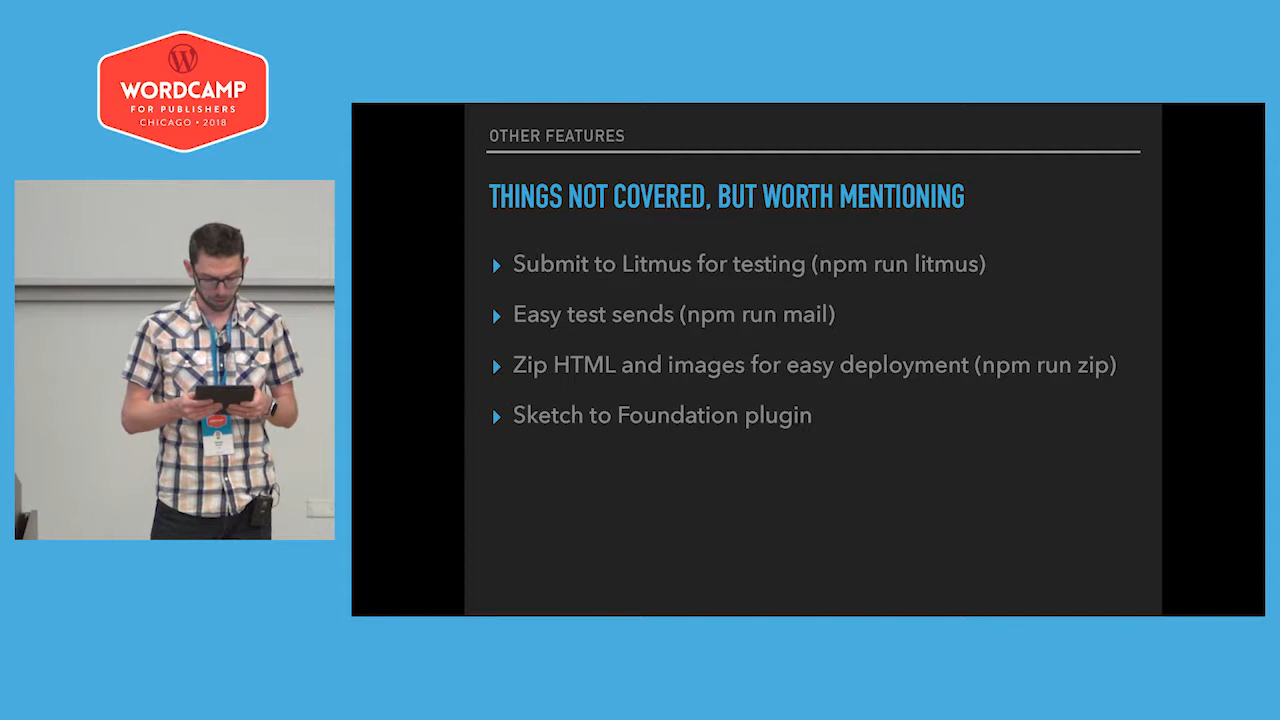 WORDCAMP
FOR PUBLISHERS
CHICAGO • 2018
OTHER FEATURES
THINGS NOT COVERED, BUT WORTH MENTIONING
Submit to Litmus for testing (npm run litmus)
Easy test sends (npm run mail)
Zip HTML and images for easy deployment (npm run zip)
Sketch to Foundation plugin